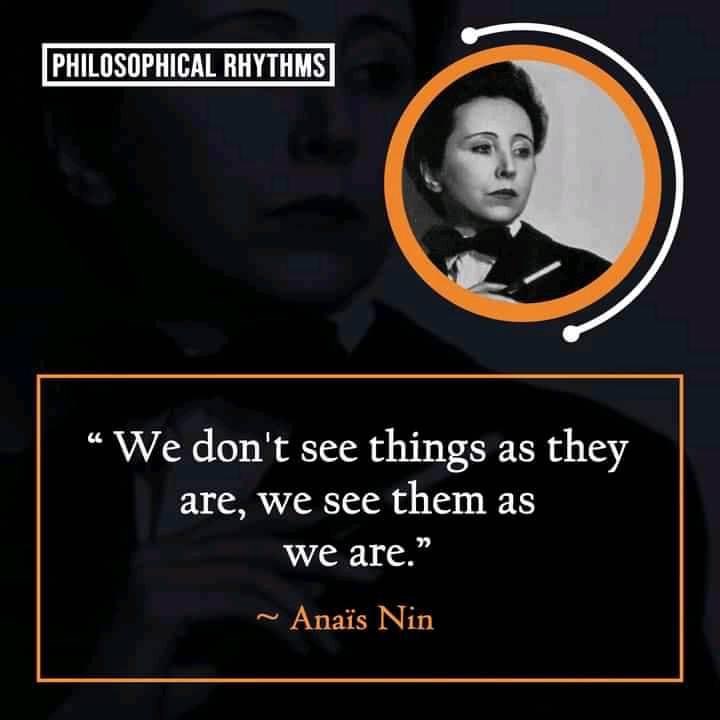 PHILOSOPHICAL RHYTHMS
“ We don't see things as they
are, we see them as
we are.”
~ Anaïs Nin